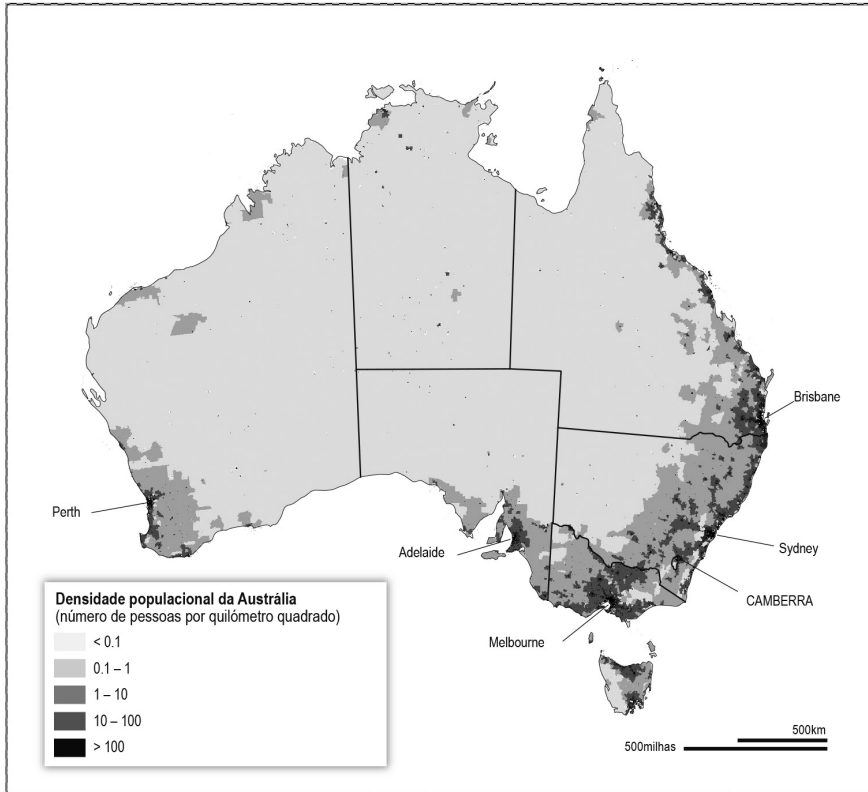 Brisbane
Perth
Adelaide
Sydney
CAMBERRA
Melbourne
Densidade populacional da Austrália
(número de pessoas por quilómetro quadrado)
< 0.1
0.1 – 1
1 – 10
10 – 100
> 100
500km
500milhas